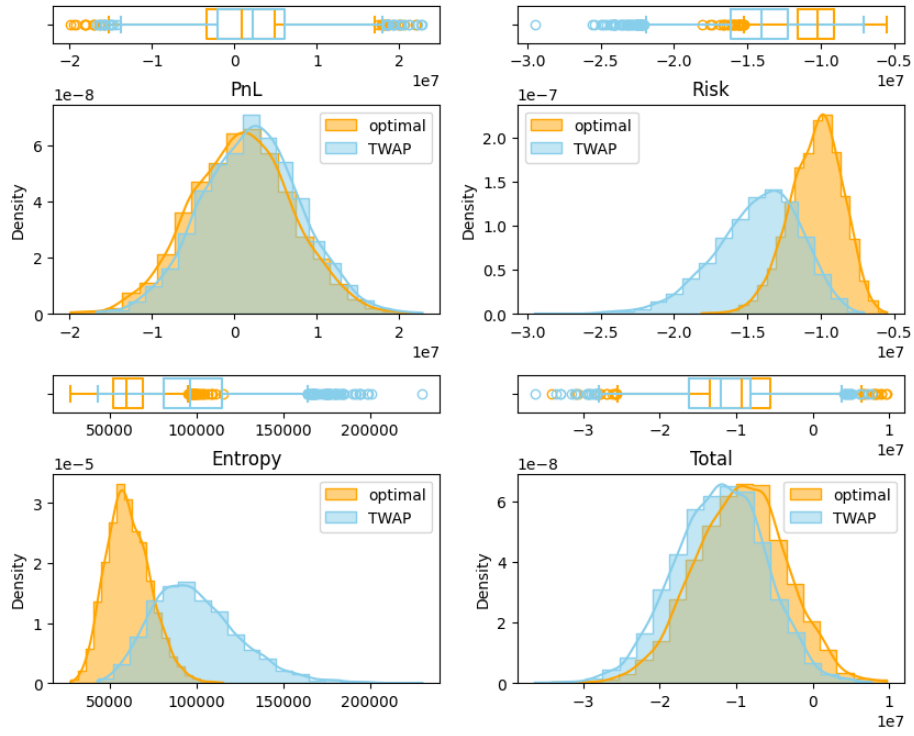 −2 −1 0 1 2
1e7
−3.0 −2.5 −2.0 −1.5 −1.0 −0.5
1e7
PnL
Risk
1e−8
1e−7
optimal
TWAP
optimal
TWAP
Density
Density
6
4
2
0
2.0
1.5
1.0
0.5
0.0
−2 −1 0 1 2
1e7
−3.0 −2.5 −2.0 −1.5 −1.0 −0.5
1e7
50000 100000 150000 200000
−3 −2 −1 0 1
1e7
Entropy
Total
1e−5
1e−8
optimal
TWAP
optimal
TWAP
Density
Density
3
2
1
0
6
4
2
0
50000 100000 150000 200000
−3 −2 −1 0 1
1e7